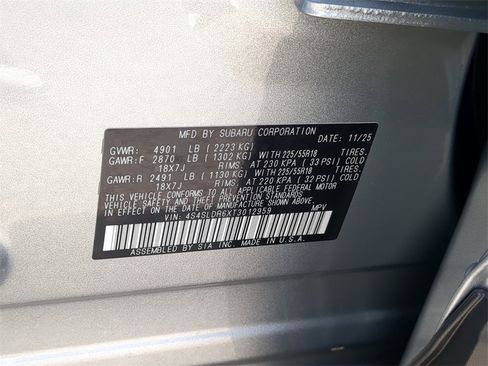 MFD BY SUBARU CORPORATION
DATE: 11/25
GVWR: 4901 LB (2223 KG)
GAWR:F 2870 LB (1302 KG) WITH 225/55R18 TIRES,
18X7J RIMS, AT 230 KPA (33 PSI) COLD
GAWR:R 2491 LB (1130 KG) WITH 225/55R18 TIRES,
18X7J RIMS, AT 220 KPA (32 PSI) COLD
THIS VEHICLE CONFORMS TO ALL APPLICABLE FEDERAL MOTOR
VEHICLE SAFETY AND THEFT PREVENTION STANDARDS IN EFFECT ON THE
DATE OF MANUFACTURE SHOWN ABOVE.
VIN: 4S4SLDR6XT3012959 MPV
ASSEMBLED BY SIA INC. MADE IN U.S.A.